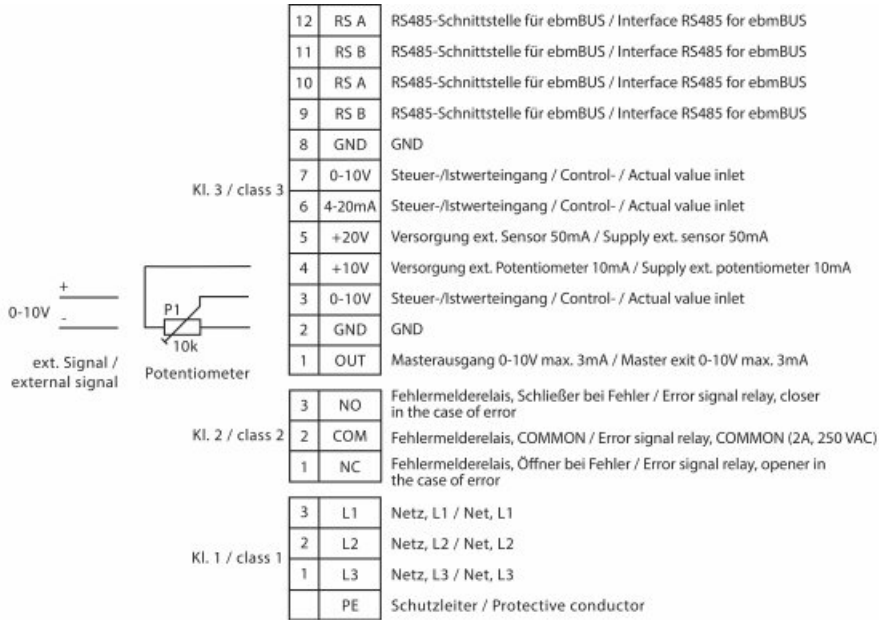 12 RS A RS485-Schnittstelle für ebmBUS / Interface RS485 for ebmBUS
11 RS B RS485-Schnittstelle für ebmBUS / Interface RS485 for ebmBUS
10 RS A RS485-Schnittstelle für ebmBUS / Interface RS485 for ebmBUS
9 RS B RS485-Schnittstelle für ebmBUS / Interface RS485 for ebmBUS
8 GND GND
Kl. 3 / class 3
7 0-10V Steuer-/Istwerteingang / Control- / Actual value inlet
6 4-20mA Steuer-/Istwerteingang / Control- / Actual value inlet
5 +20V Versorgung ext. Sensor 50mA / Supply ext. sensor 50mA
4 +10V Versorgung ext. Potentiometer 10mA / Supply ext. potentiometer 10mA
3 0-10V Steuer-/Istwerteingang / Control- / Actual value inlet
2 GND GND
1 OUT Masterausgang 0-10V max. 3mA / Master exit 0-10V max. 3mA
+
0-10V
-
ext. Signal /
external signal
P1
10k
Potentiometer
Kl. 2 / class 2
3 NO Fehlermelderelais, Schließer bei Fehler / Error signal relay, closer
in the case of error
2 COM Fehlermelderelais, COMMON / Error signal relay, COMMON (2A, 250 VAC)
1 NC Fehlermelderelais, Öffner bei Fehler / Error signal relay, opener in
the case of error
Kl. 1 / class 1
3 L1 Netz, L1 / Net, L1
2 L2 Netz, L2 / Net, L2
1 L3 Netz, L3 / Net, L3
PE Schutzleiter / Protective conductor